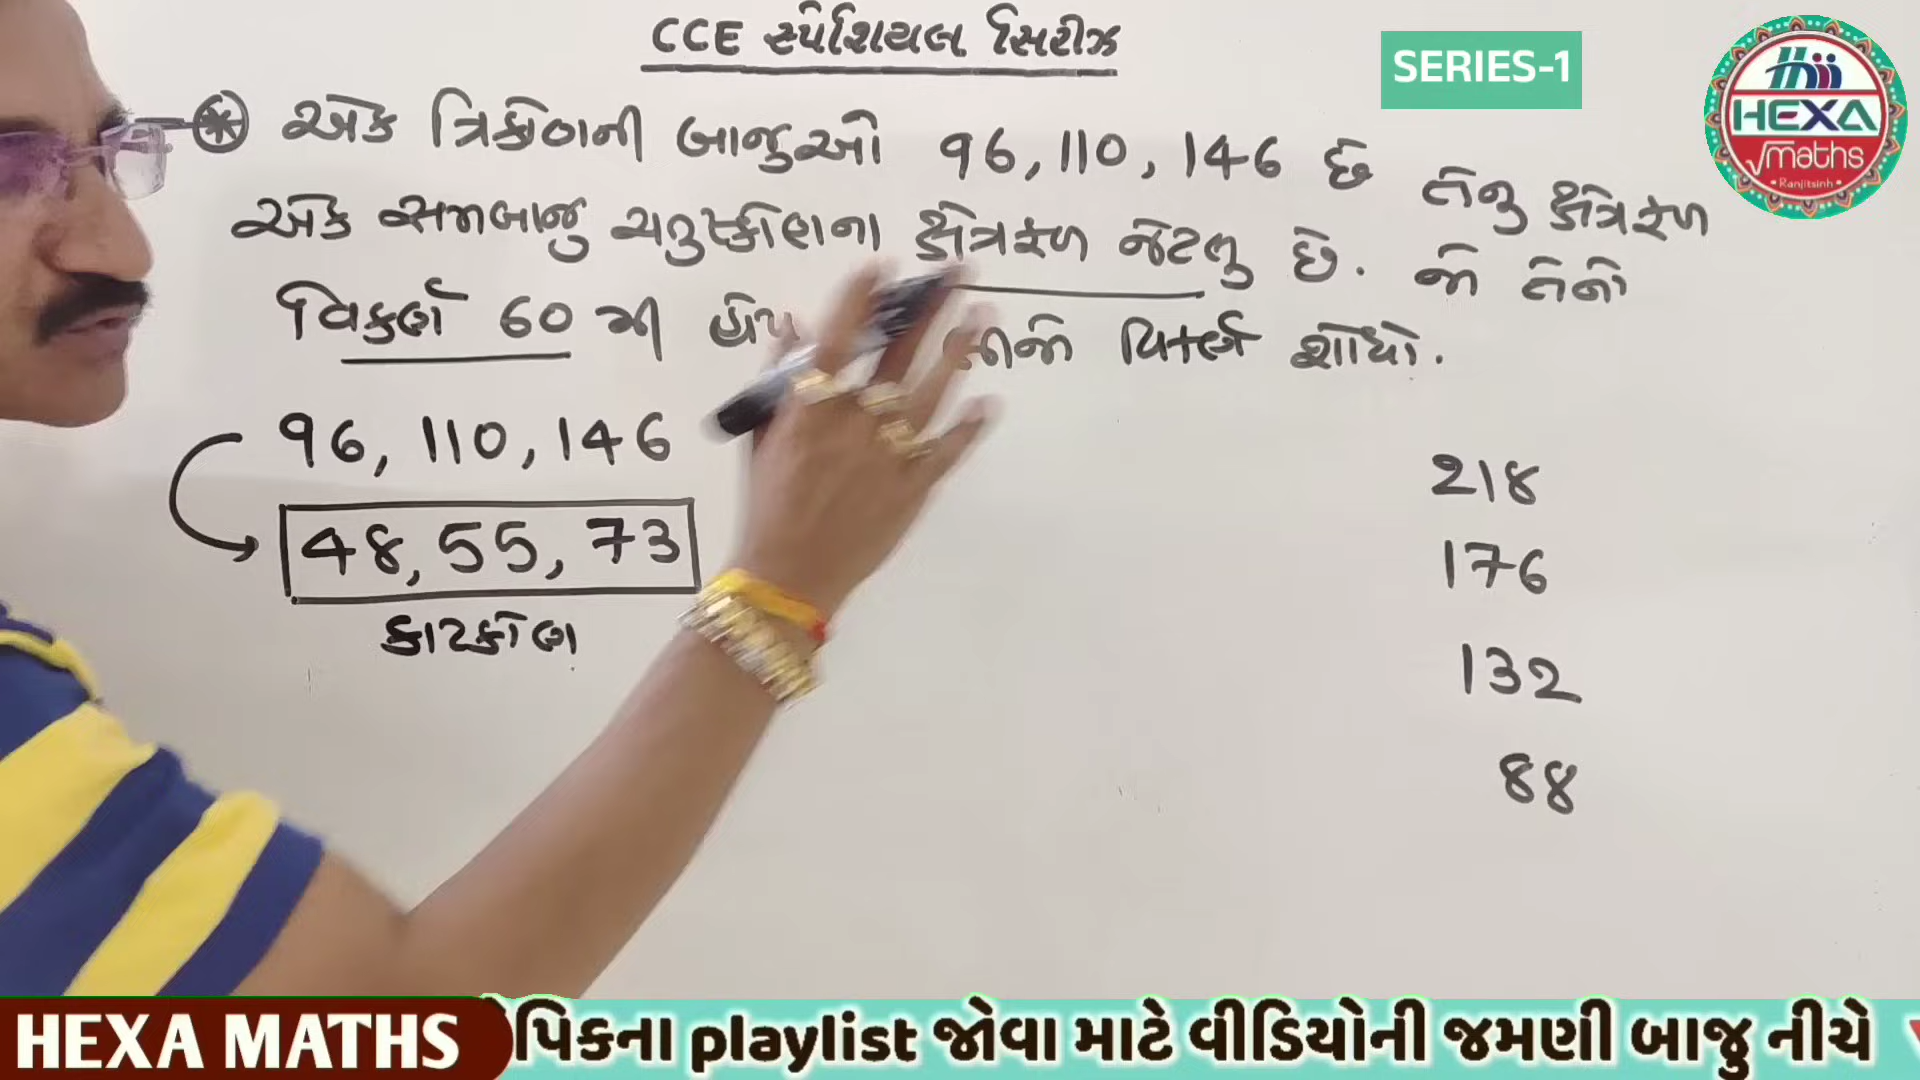 CCE સ્પેશિયલ સિરીઝ
SERIES-1
HEXA
√maths
Ranjitsinh
એક ત્રિકોણની બાજુઓ 96, 110, 146 છે તેનુ ક્ષેત્રફળ
એક સમબાજુ ચતુષ્કોણના ક્ષેત્રફળ જેટલુ છે. જો તેનો
વિકર્ણ 60 મી હોય બીજો વિકર્ણ શોધો.
96, 110, 146
48, 55, 73
કાટકોણ
218
176
132
88
HEXA MATHS
પિકના playlist જોવા માટે વીડિયોની જમણી બાજુ નીચે